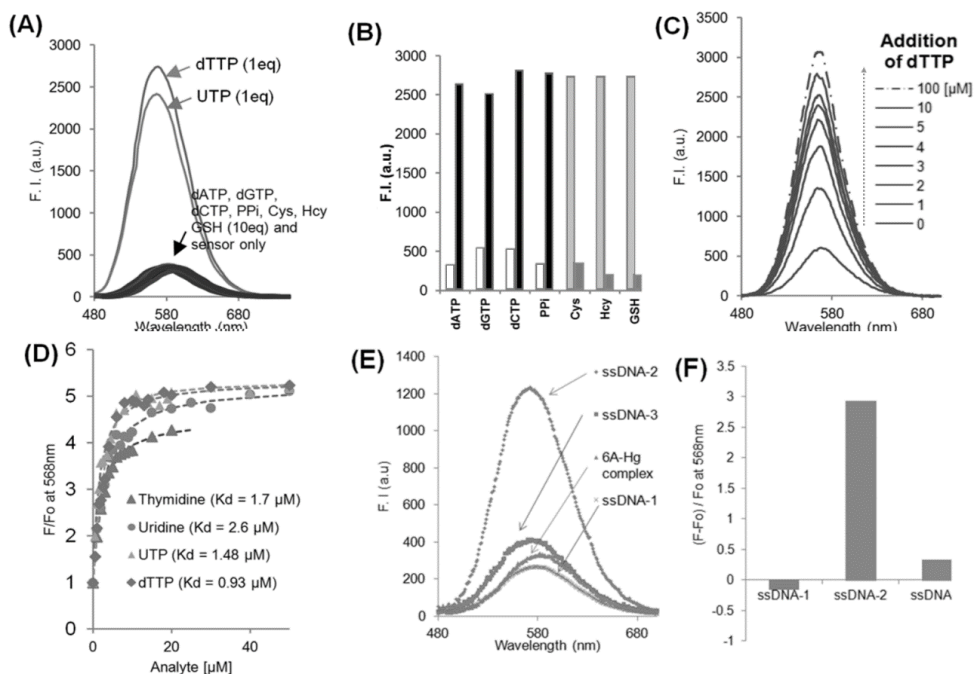 (A)
3000
2500
2000
1500
1000
500
0
F. I. (a.u.)
dTTP (1eq)
UTP (1eq)
dATP, dGTP,
dCTP, PPi, Cys, Hcy
GSH (10eq) and
sensor only
480 580 680
Wavelength (nm)
(B)
3000
2500
2000
1500
1000
500
0
F.I. (a.u.)
dATP
dGTP
dCTP
PPi
Cys
Hcy
GSH
(C)
3500
3000
2500
2000
1500
1000
500
0
F. I. (a.u.)
Addition
of dTTP
100 [µM]
10
5
4
3
2
1
0
480 580 680
Wavelength (nm)
(D)
6
5
4
3
2
1
0
F/Fo at 568nm
Thymidine (Kd = 1.7 µM)
Uridine (Kd = 2.6 µM)
UTP (Kd = 1.48 µM)
dTTP (Kd = 0.93 µM)
0 20 40
Analyte [µM]
(E)
1400
1200
1000
800
600
400
200
0
F. I (a.u)
ssDNA-2
ssDNA-3
6A-Hg
complex
ssDNA-1
480 580 680
Wavelength (nm)
(F)
3.5
3
2.5
2
1.5
1
0.5
0
-0.5
-1
(F-Fo) / Fo at 568nm
ssDNA-1 ssDNA-2 ssDNA